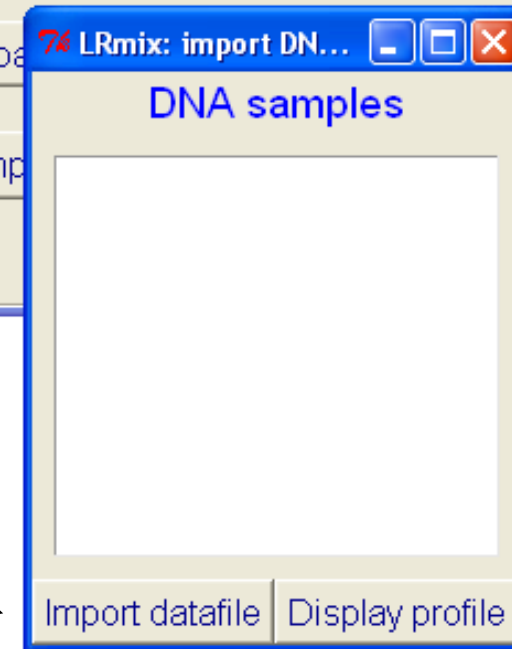 LRmix: import DN...
DNA samples
Import datafile
Display profile